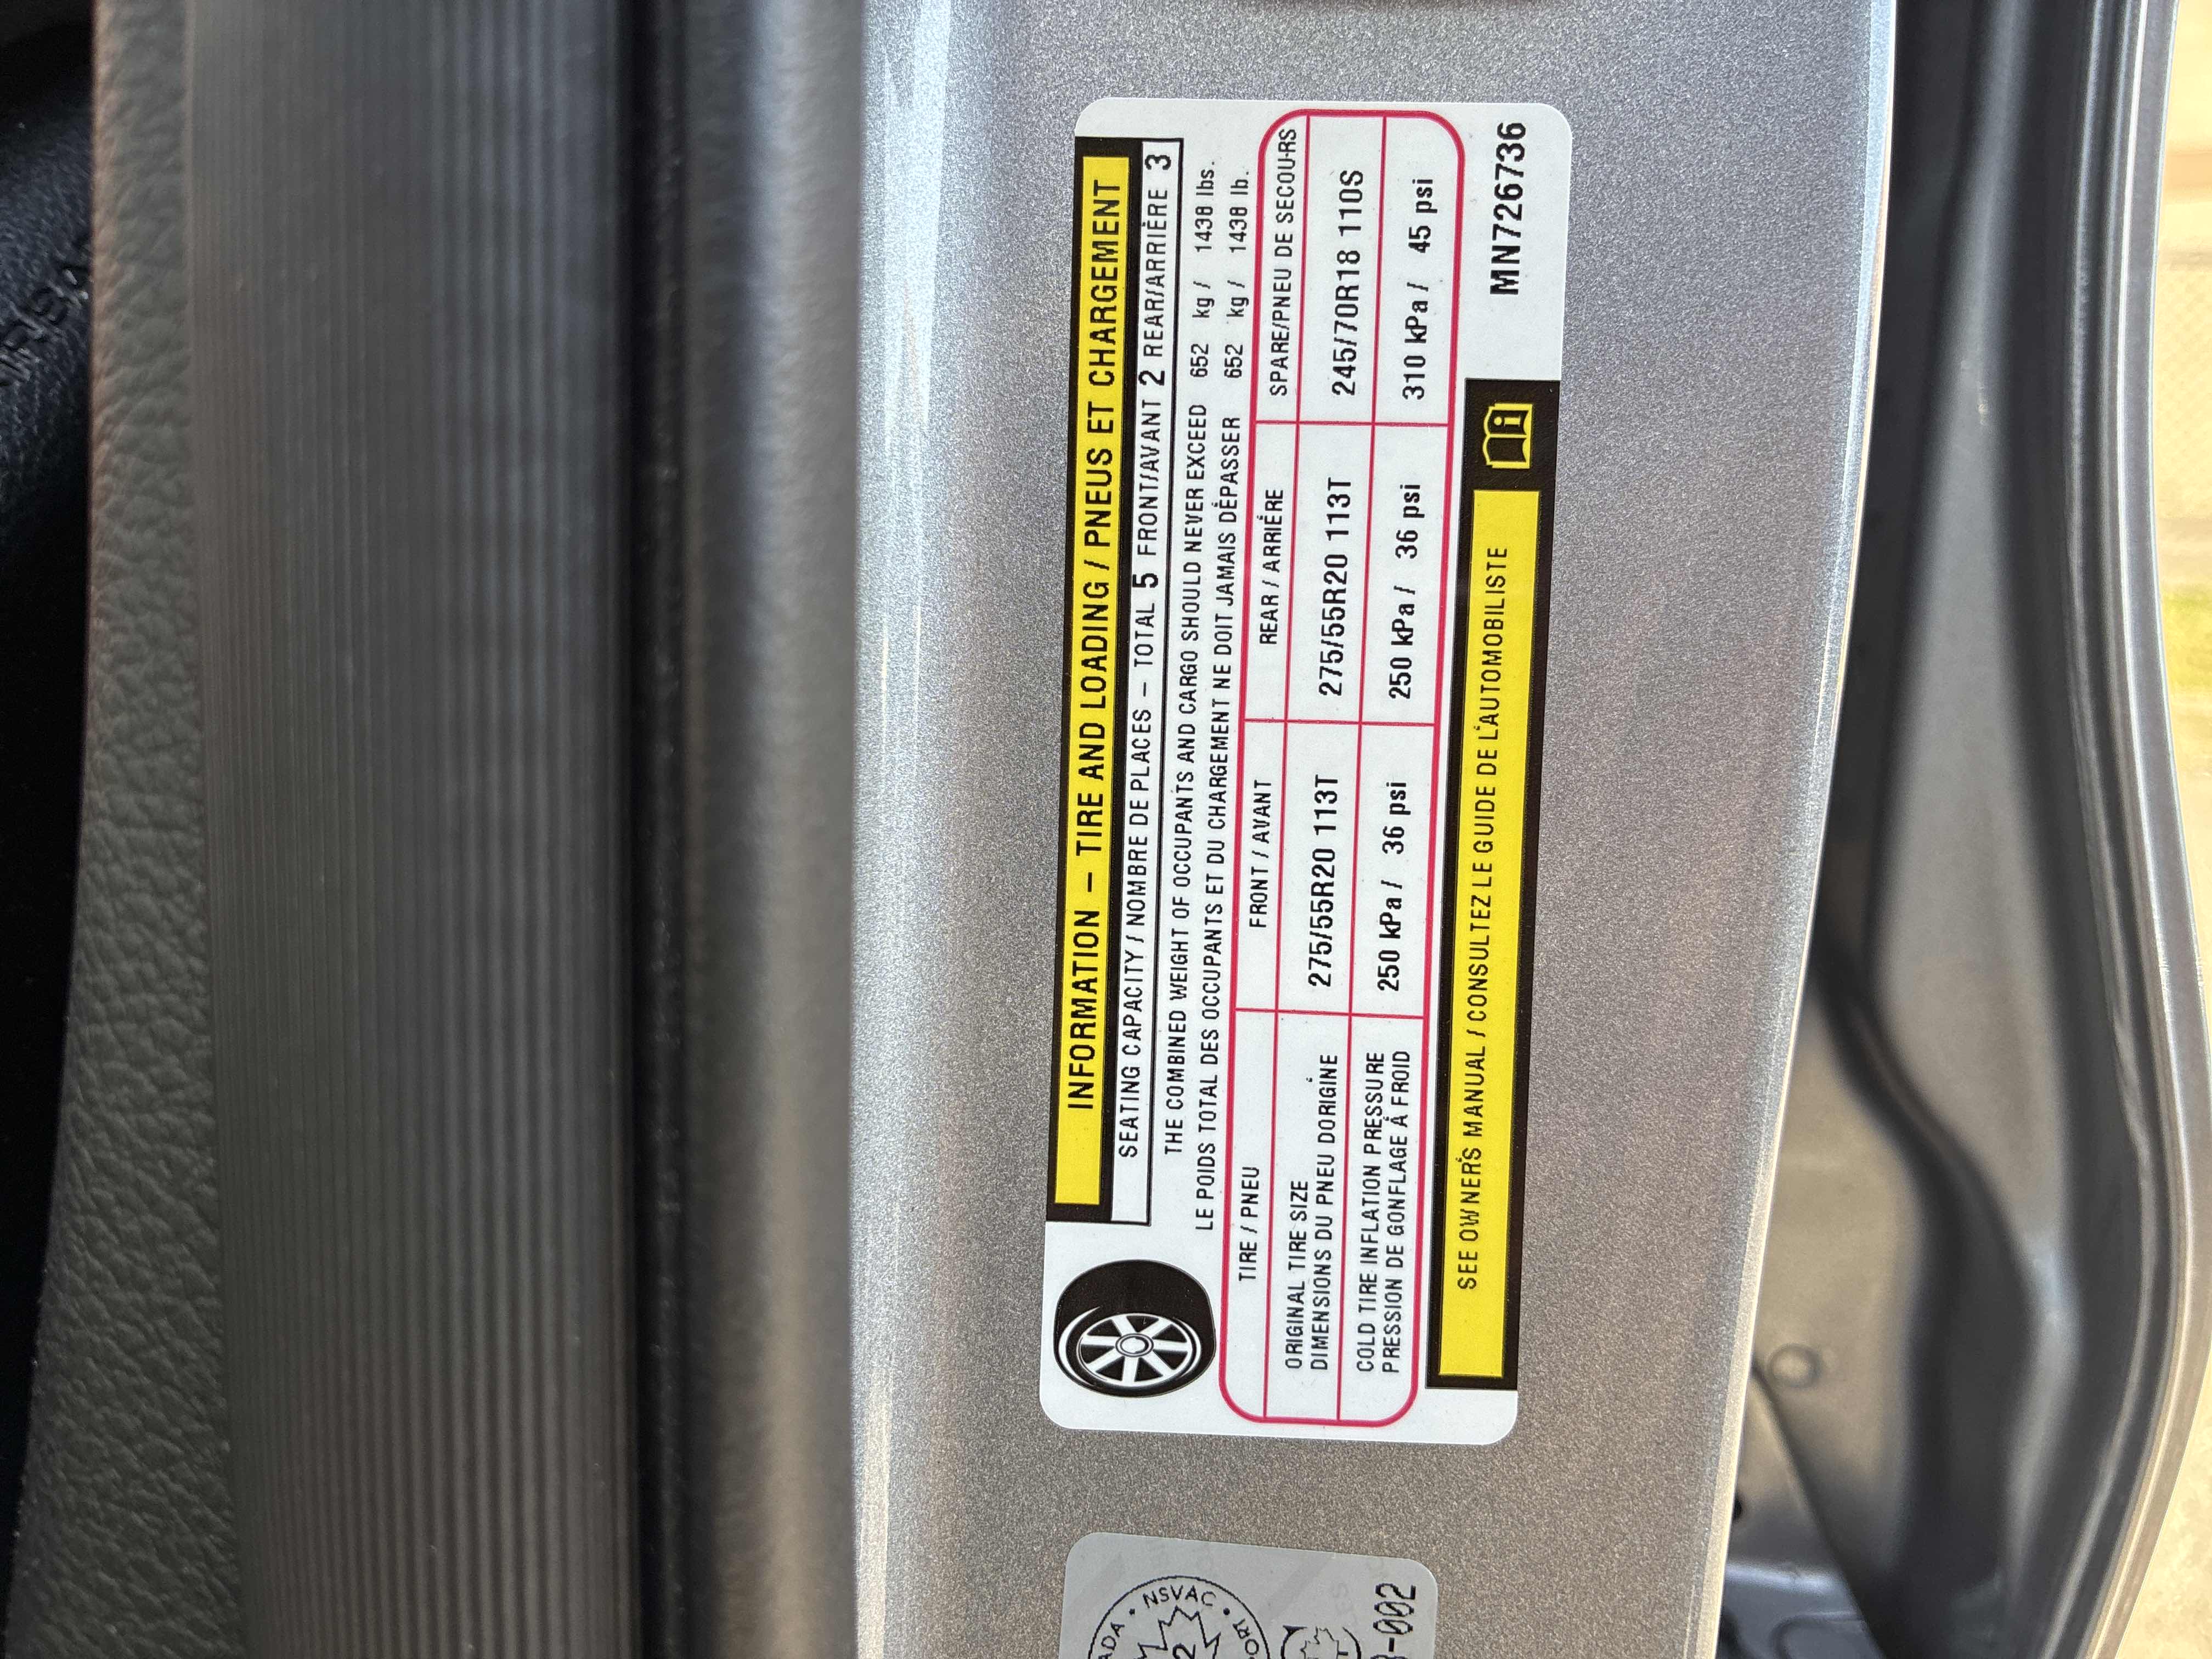 INFORMATION – TIRE AND LOADING / PNEUS ET CHARGEMENT
SEATING CAPACITY / NOMBRE DE PLACES – TOTAL 5 FRONT/AVANT 2 REAR/ARRIÈRE 3
THE COMBINED WEIGHT OF OCCUPANTS AND CARGO SHOULD NEVER EXCEED 652 kg / 1438 lbs.
LE POIDS TOTAL DES OCCUPANTS ET DU CHARGEMENT NE DOIT JAMAIS DÉPASSER 652 kg / 1438 lb.
TIRE / PNEU FRONT / AVANT REAR / ARRIÉRE SPARE/PNEU DE SECOU-RS
ORIGINAL TIRE SIZE
DIMENSIONS DU PNEU D'ORIGINE 275/55R20 113T 275/55R20 113T 245/70R18 110S
COLD TIRE INFLATION PRESSURE
PRESSION DE GONFLAGE À FROID 250 kPa / 36 psi 250 kPa / 36 psi 310 kPa / 45 psi
SEE OWNER'S MANUAL / CONSULTEZ LE GUIDE DE L'AUTOMOBILISTE
MN726736
NSVAC
-002